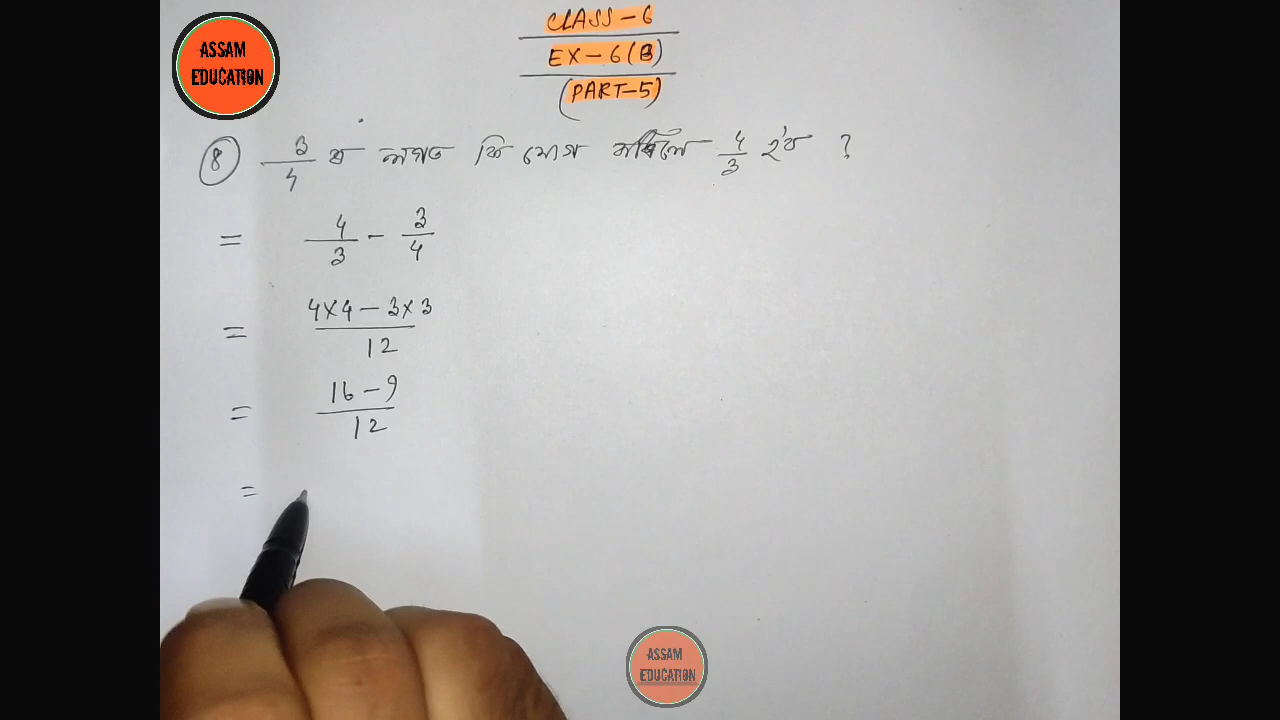 ASSAM
EDUCATION
CLASS-6
EX-6(B)
(PART-5)
8 3/4 ৰ লগত কি যোগ কৰিলে 4/3 হ'ব ?
= 4/3 - 3/4
= 4×4-3×3/12
= 16-9/12
=
ASSAM
EDUCATION